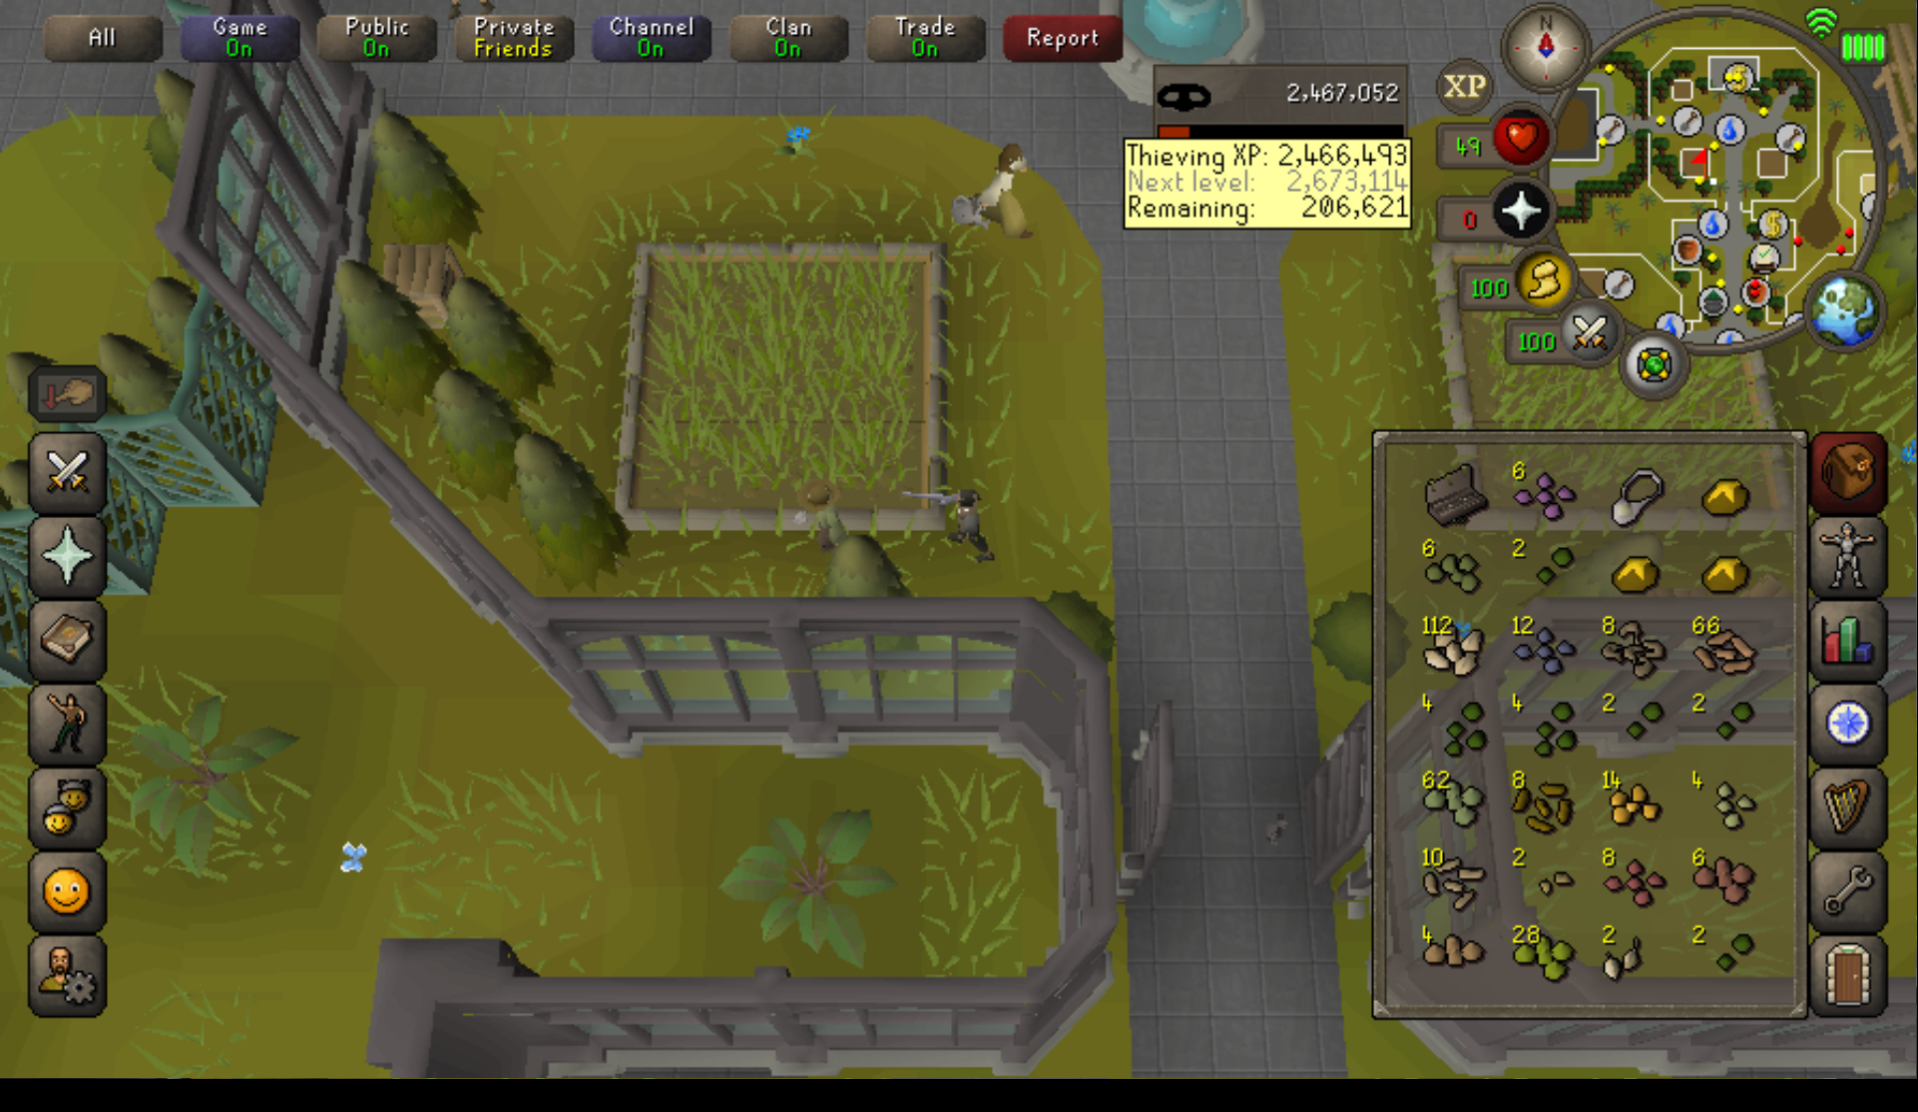 All
Game
On
Public
On
Private
Friends
Channel
On
Clan
On
Trade
On
Report
2,467,052
XP
N
Thieving XP: 2,466,493
Next level: 2,673,114
Remaining: 206,621
49
0
100
100
6
6
2
112
12
8
66
4
4
2
2
62
8
14
4
10
2
8
6
4
28
2
2